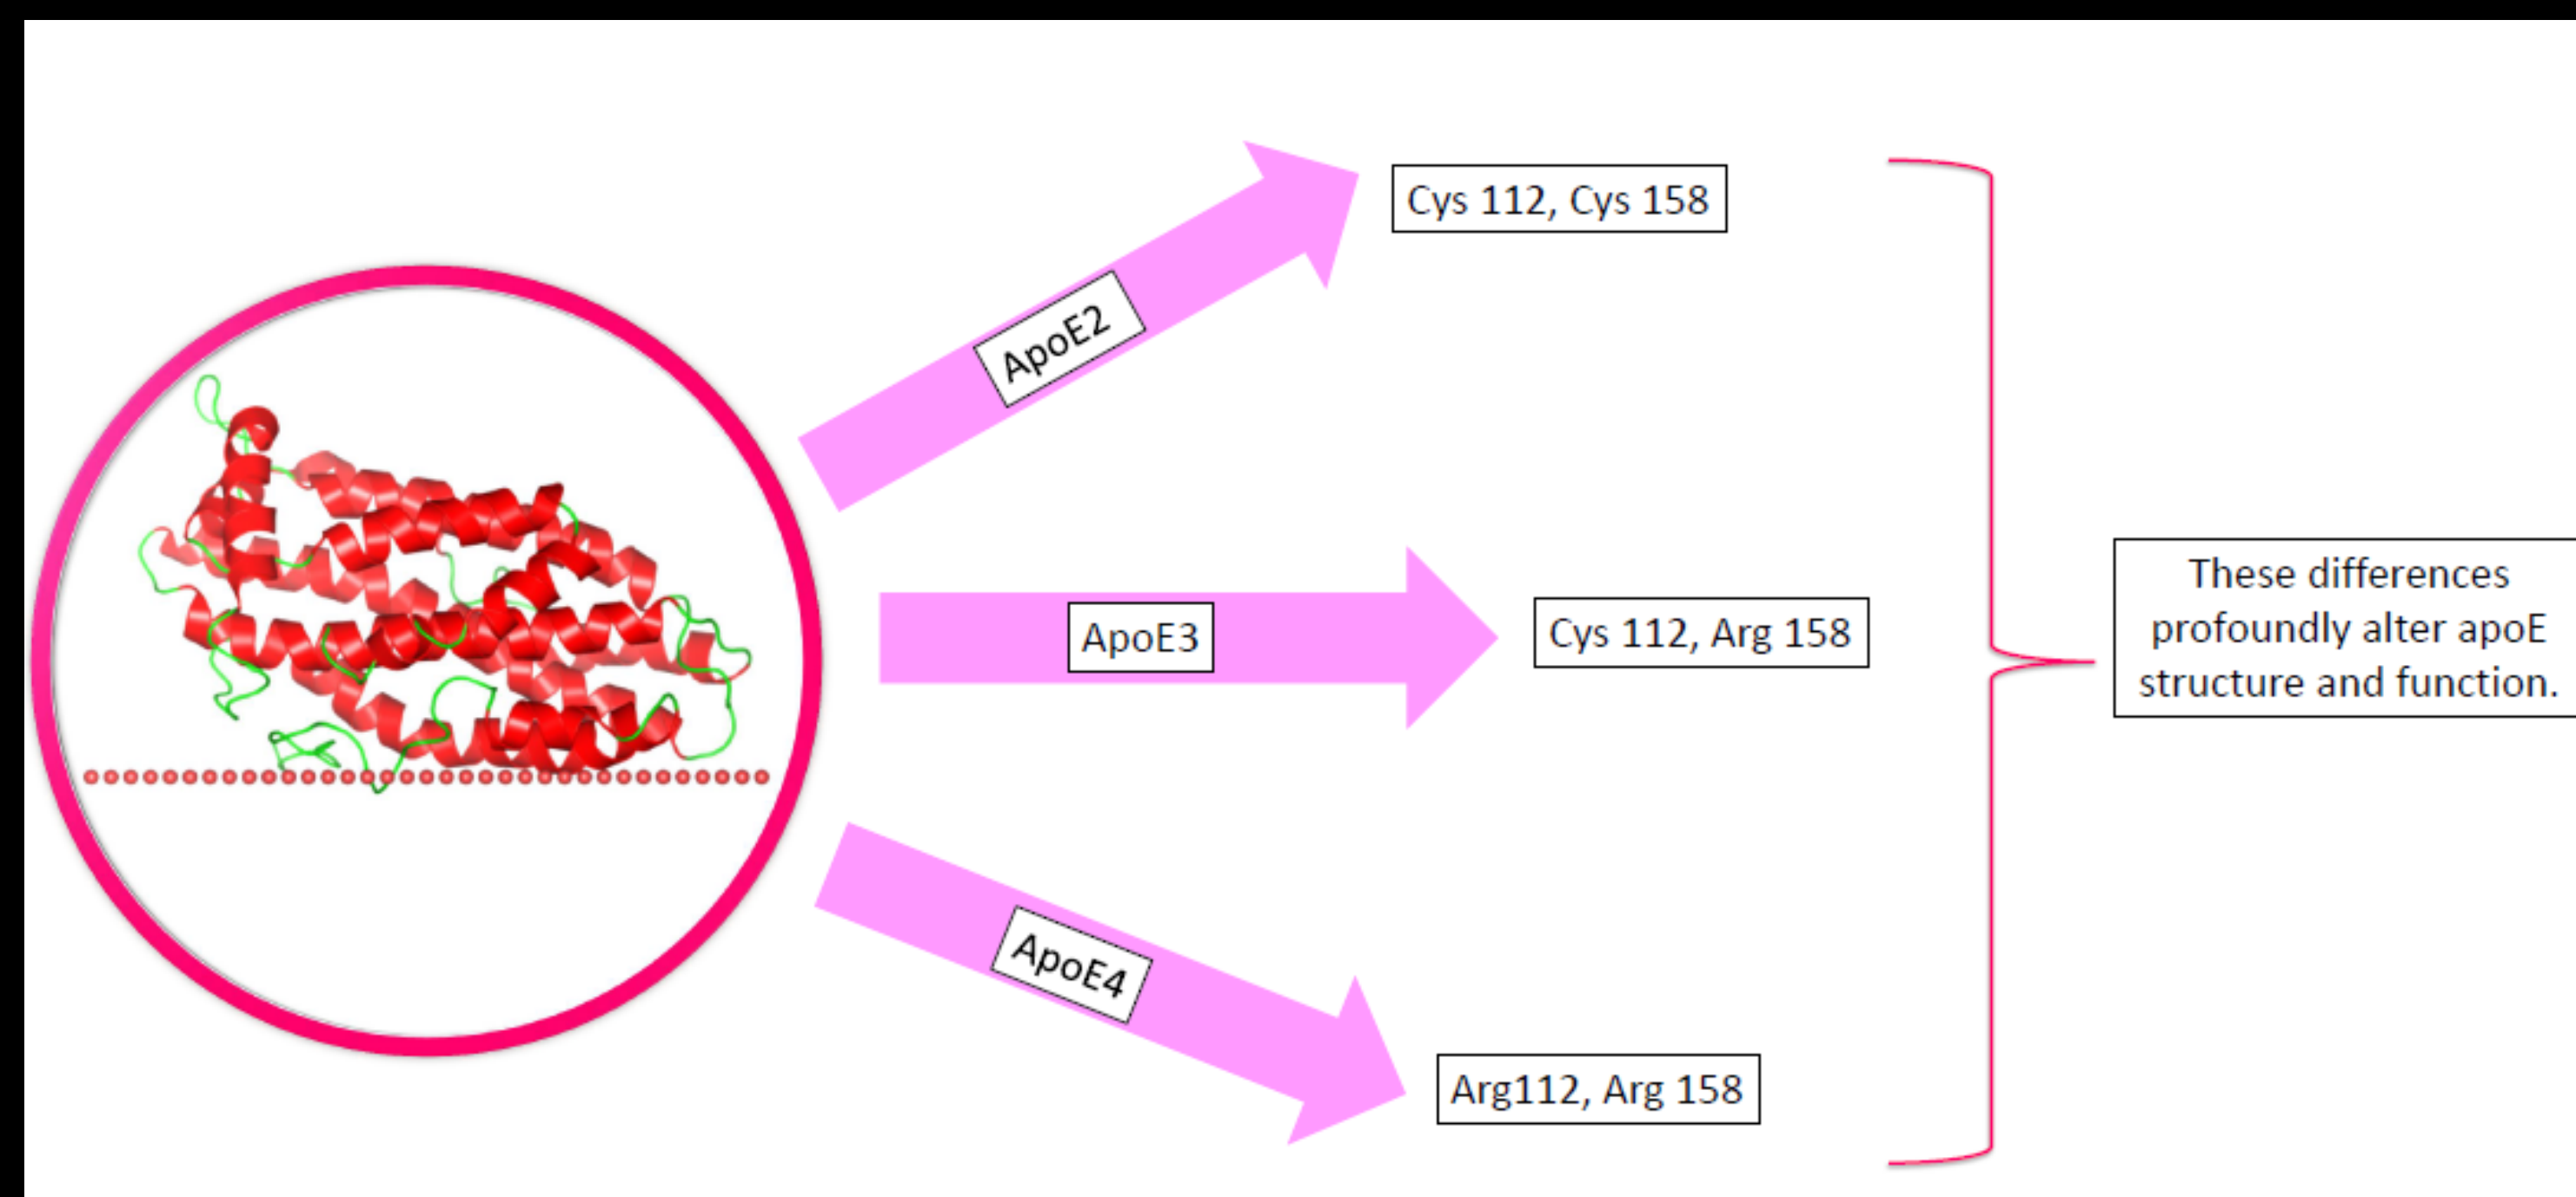 ApoE2
Cys 112, Cys 158
ApoE3
Cys 112, Arg 158
ApoE4
Arg112, Arg 158
These differences
profoundly alter apoE
structure and function.